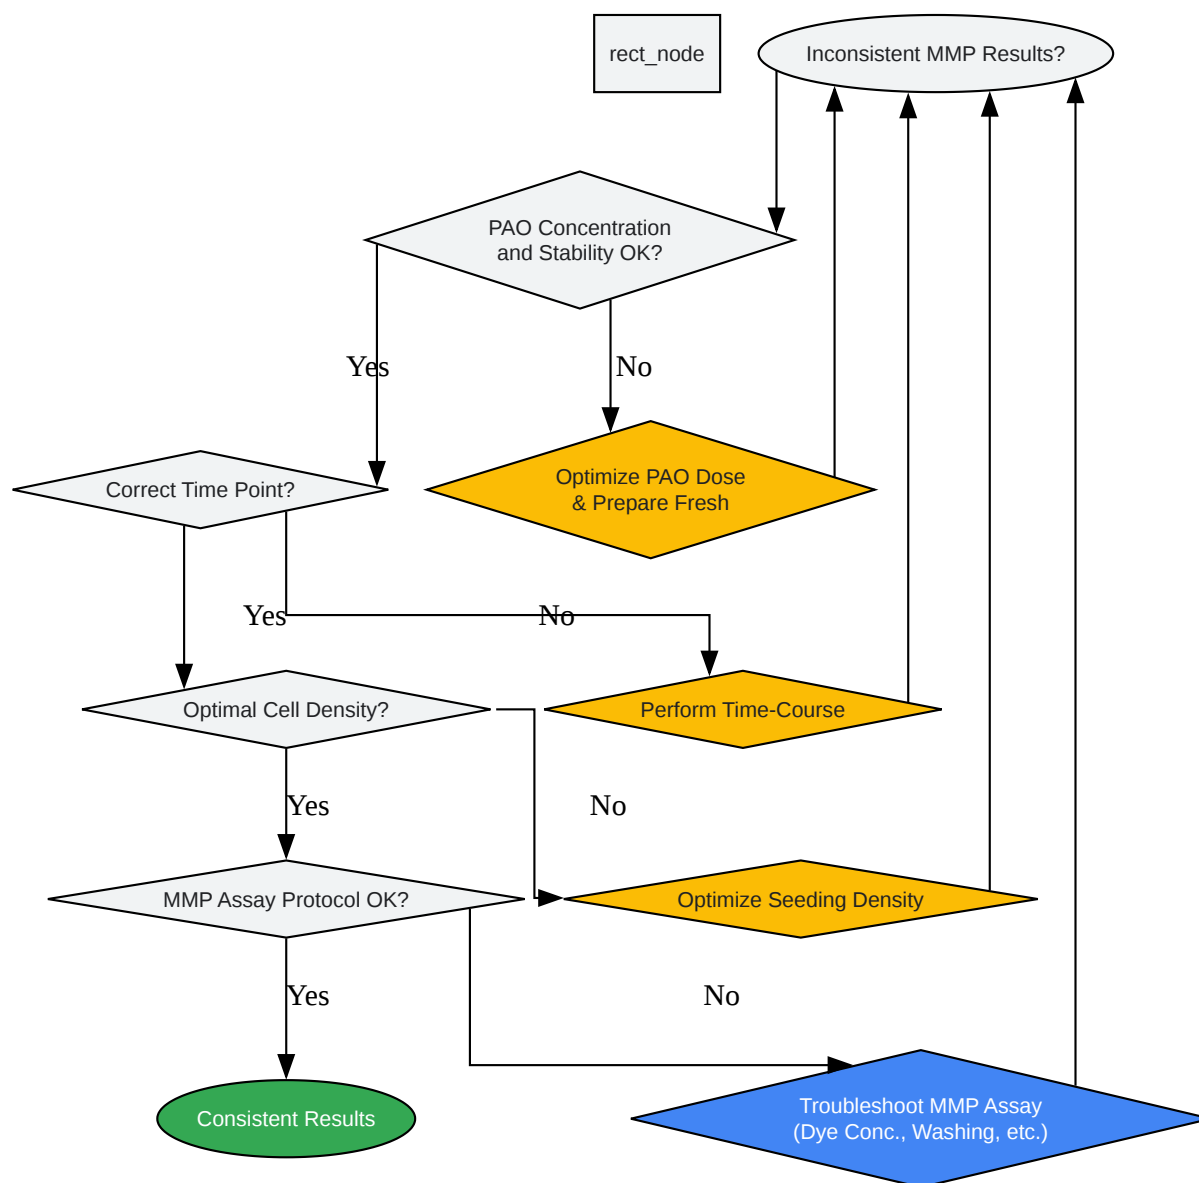 rect_node
Inconsistent MMP Results?
PAO Concentration
and Stability OK?
Yes
No
Correct Time Point?
Optimize PAO Dose
& Prepare Fresh
Yes
No
Optimal Cell Density?
Perform Time-Course
Yes
No
MMP Assay Protocol OK?
Optimize Seeding Density
Yes
No
Consistent Results
Troubleshoot MMP Assay
(Dye Conc., Washing, etc.)